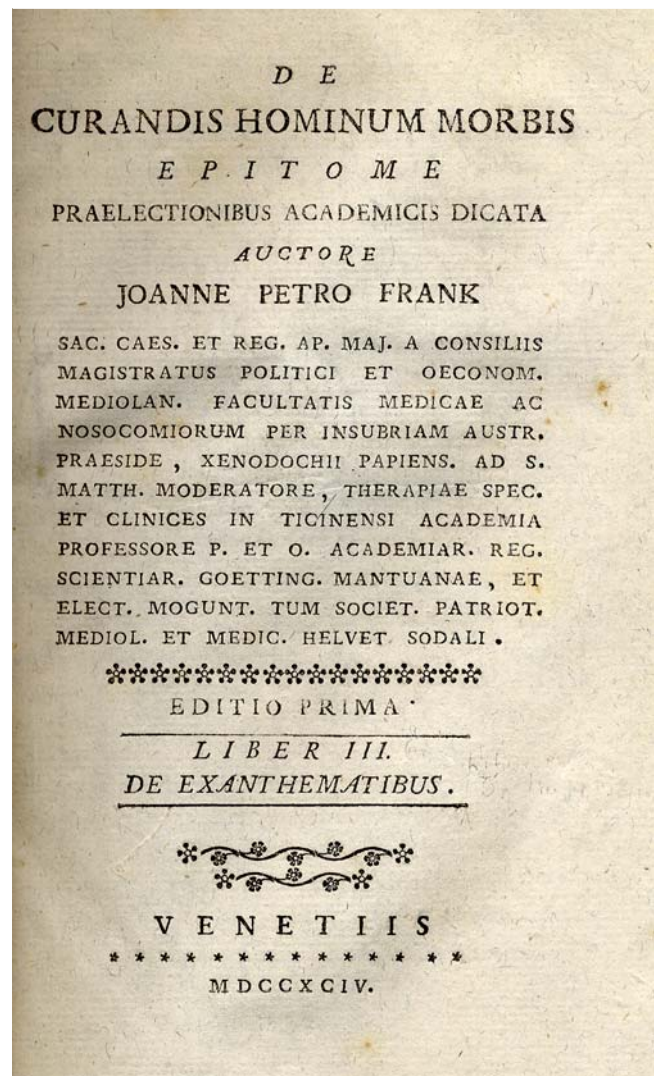 DE
CURANDIS HOMINUM MORBIS
EPITOME
PRAELECTIONIBUS ACADEMICIS DICATA
AUCTORE
JOANNE PETRO FRANK
SAC. CAES. ET REG. AP. MAJ. A CONSILIIS
MAGISTRATUS POLITICI ET OECONOM.
MEDIOLAN. FACULTATIS MEDICAE AC
NOSOCOMIORUM PER INSUBRIAM AUSTR.
PRAESIDE, XENODOCHII PAPIENS. AD S.
MATTH. MODERATORE, THERAPIAE SPEC.
ET CLINICES IN TICINENSI ACADEMIA
PROFESSORE P. ET O. ACADEMIAR. REG.
SCIENTIAR. GOETTING. MANTUANAE, ET
ELECT. MOGUNT. TUM SOCIET. PATRIOT.
MEDIOL. ET MEDIC. HELVET SODALI.
EDITIO PRIMA
LIBER III.
DE EXANTHEMATIBUS.
VENETIIS
MDCCXCIV.